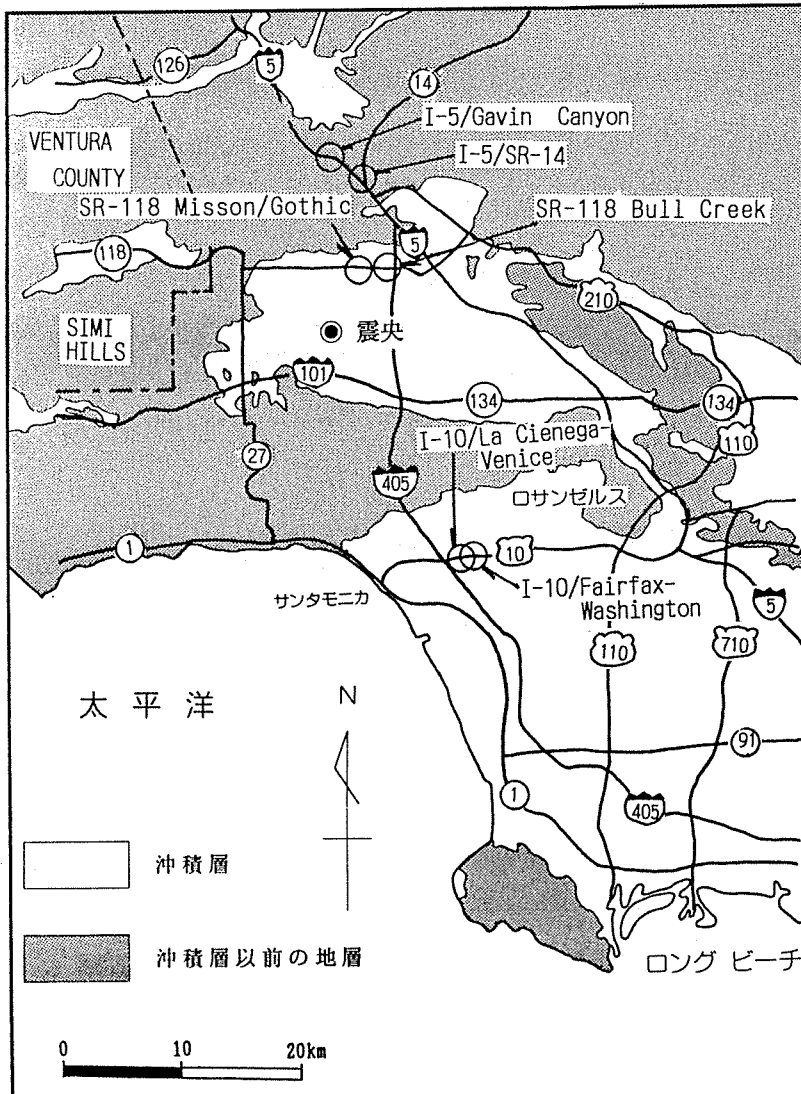 126
5
14
I-5/Gavin Canyon
VENTURA
COUNTY
I-5/SR-14
SR-118 Misson/Gothic
SR-118 Bull Creek
118
5
210
SIMI
HILLS
震央
101
134
134
I-10/La Cienega-
Venice
110
27
405
ロサンゼルス
1
10
サンタモニカ
I-10/Fairfax-
Washington
5
110
710
太平洋
N
91
1
405
沖積層
沖積層以前の地層
ロング ビーチ
0 10 20km